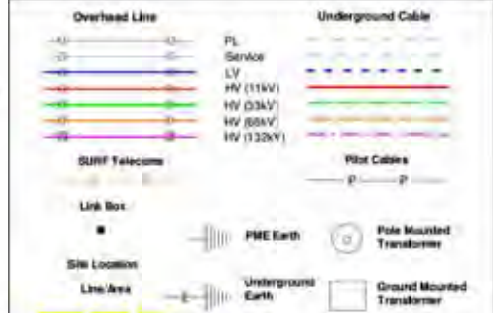 Overhead Line
Underground Cable
PL
Service
LV
HV (11kV)
HV (33kV)
HV (66kV)
HV (132kV)
SURF Telecoms
Pilot Cables
P P
Link Box
PME Earth
Pole Mounted
Transformer
Site Location
Line/Area
Underground
Earth
Ground Mounted
Transformer